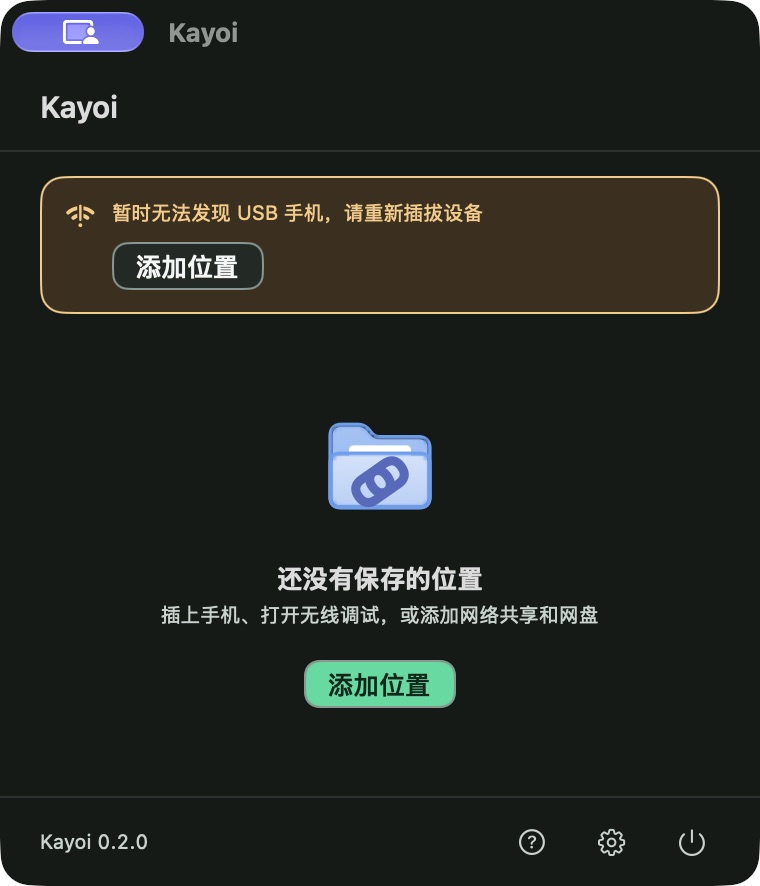 Kayoi
Kayoi
暂时无法发现 USB 手机，请重新插拔设备
添加位置
还没有保存的位置
插上手机、打开无线调试，或添加网络共享和网盘
添加位置
Kayoi 0.2.0
?